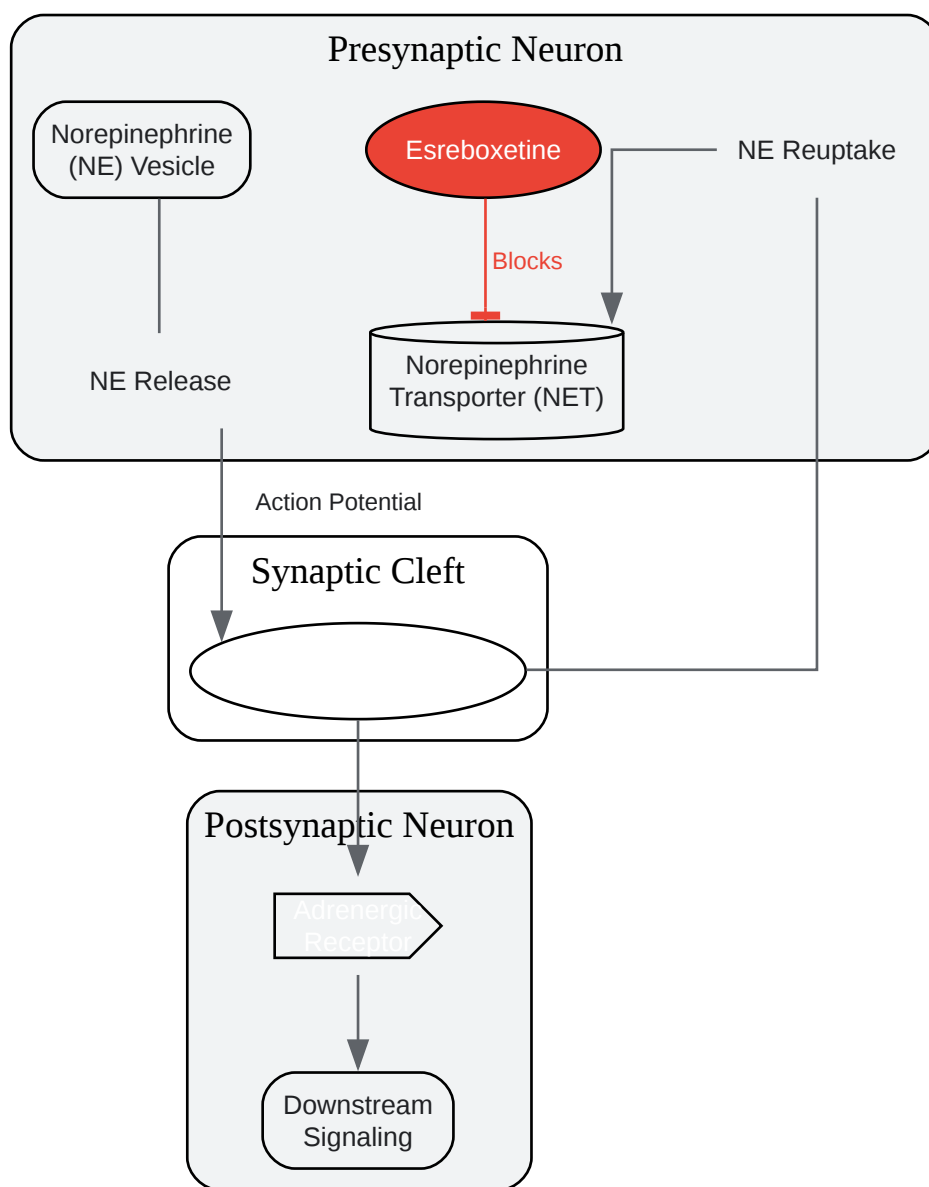 Presynaptic Neuron
Norepinephrine
(NE) Vesicle
Esreboxetine
NE Reuptake
Blocks
NE Release
Norepinephrine
Transporter (NET)
Action Potential
Synaptic Cleft
Postsynaptic Neuron
Adrenergic
Receptor
Downstream
Signaling